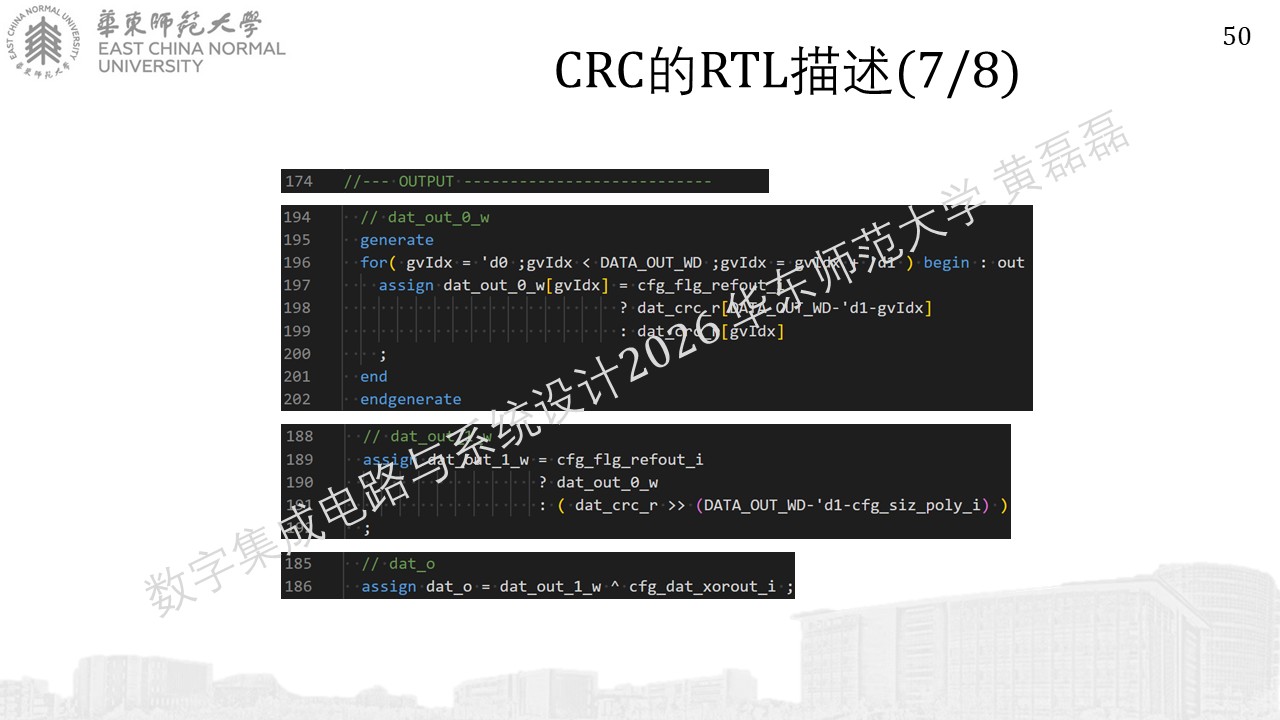 華東師範大學
EAST CHINA NORMAL
UNIVERSITY
50
CRC的RTL描述(7/8)
174 //--- OUTPUT ---------------------------
194 // dat_out_0_w
195 generate
196 for( gvIdx = 'd0 ;gvIdx < DATA_OUT_WD ;gvIdx = gvIdx + 'd1 ) begin : out
197 assign dat_out_0_w[gvIdx] = cfg_flg_refout_i
198 ? dat_crc_r[DATA_OUT_WD-'d1-gvIdx]
199 : dat_crc_r[gvIdx]
200 ;
201 end
202 endgenerate
188 // dat_out_1_w
189 assign dat_out_1_w = cfg_flg_refout_i
190 ? dat_out_0_w
191 : ( dat_crc_r >> (DATA_OUT_WD-'d1-cfg_siz_poly_i) )
192 ;
185 // dat_o
186 assign dat_o = dat_out_1_w ^ cfg_dat_xorout_i ;
数字集成电路与系统设计2026 华东师范大学 黄磊磊